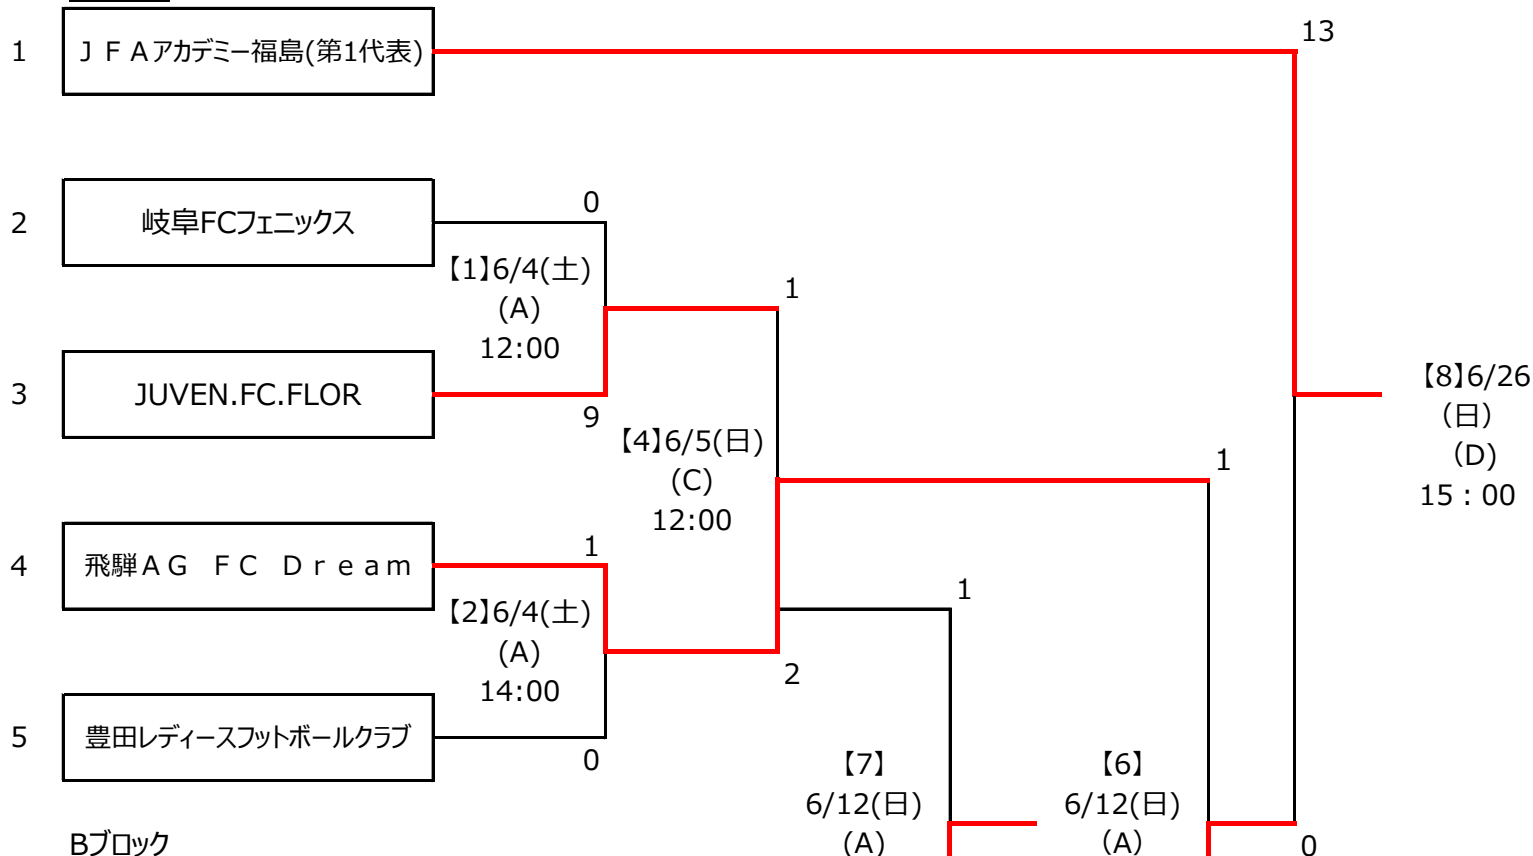 13
1
ＪＦＡアカデミー福島(第1代表)
2
岐阜FCフェニックス
0
【1】6/4(土)
(A)
12:00
1
3
JUVEN.FC.FLOR
9
【8】6/26
(日)
(D)
15：00
【4】6/5(日)
(C)
12:00
1
4
飛騨ＡＧ　ＦＣ　Ｄｒｅａｍ
1
【2】6/4(土)
(A)
14:00
1
2
5
豊田レディースフットボールクラブ
0
【7】
6/12(日)
(A)
【6】
6/12(日)
(A)
0
Bブロック